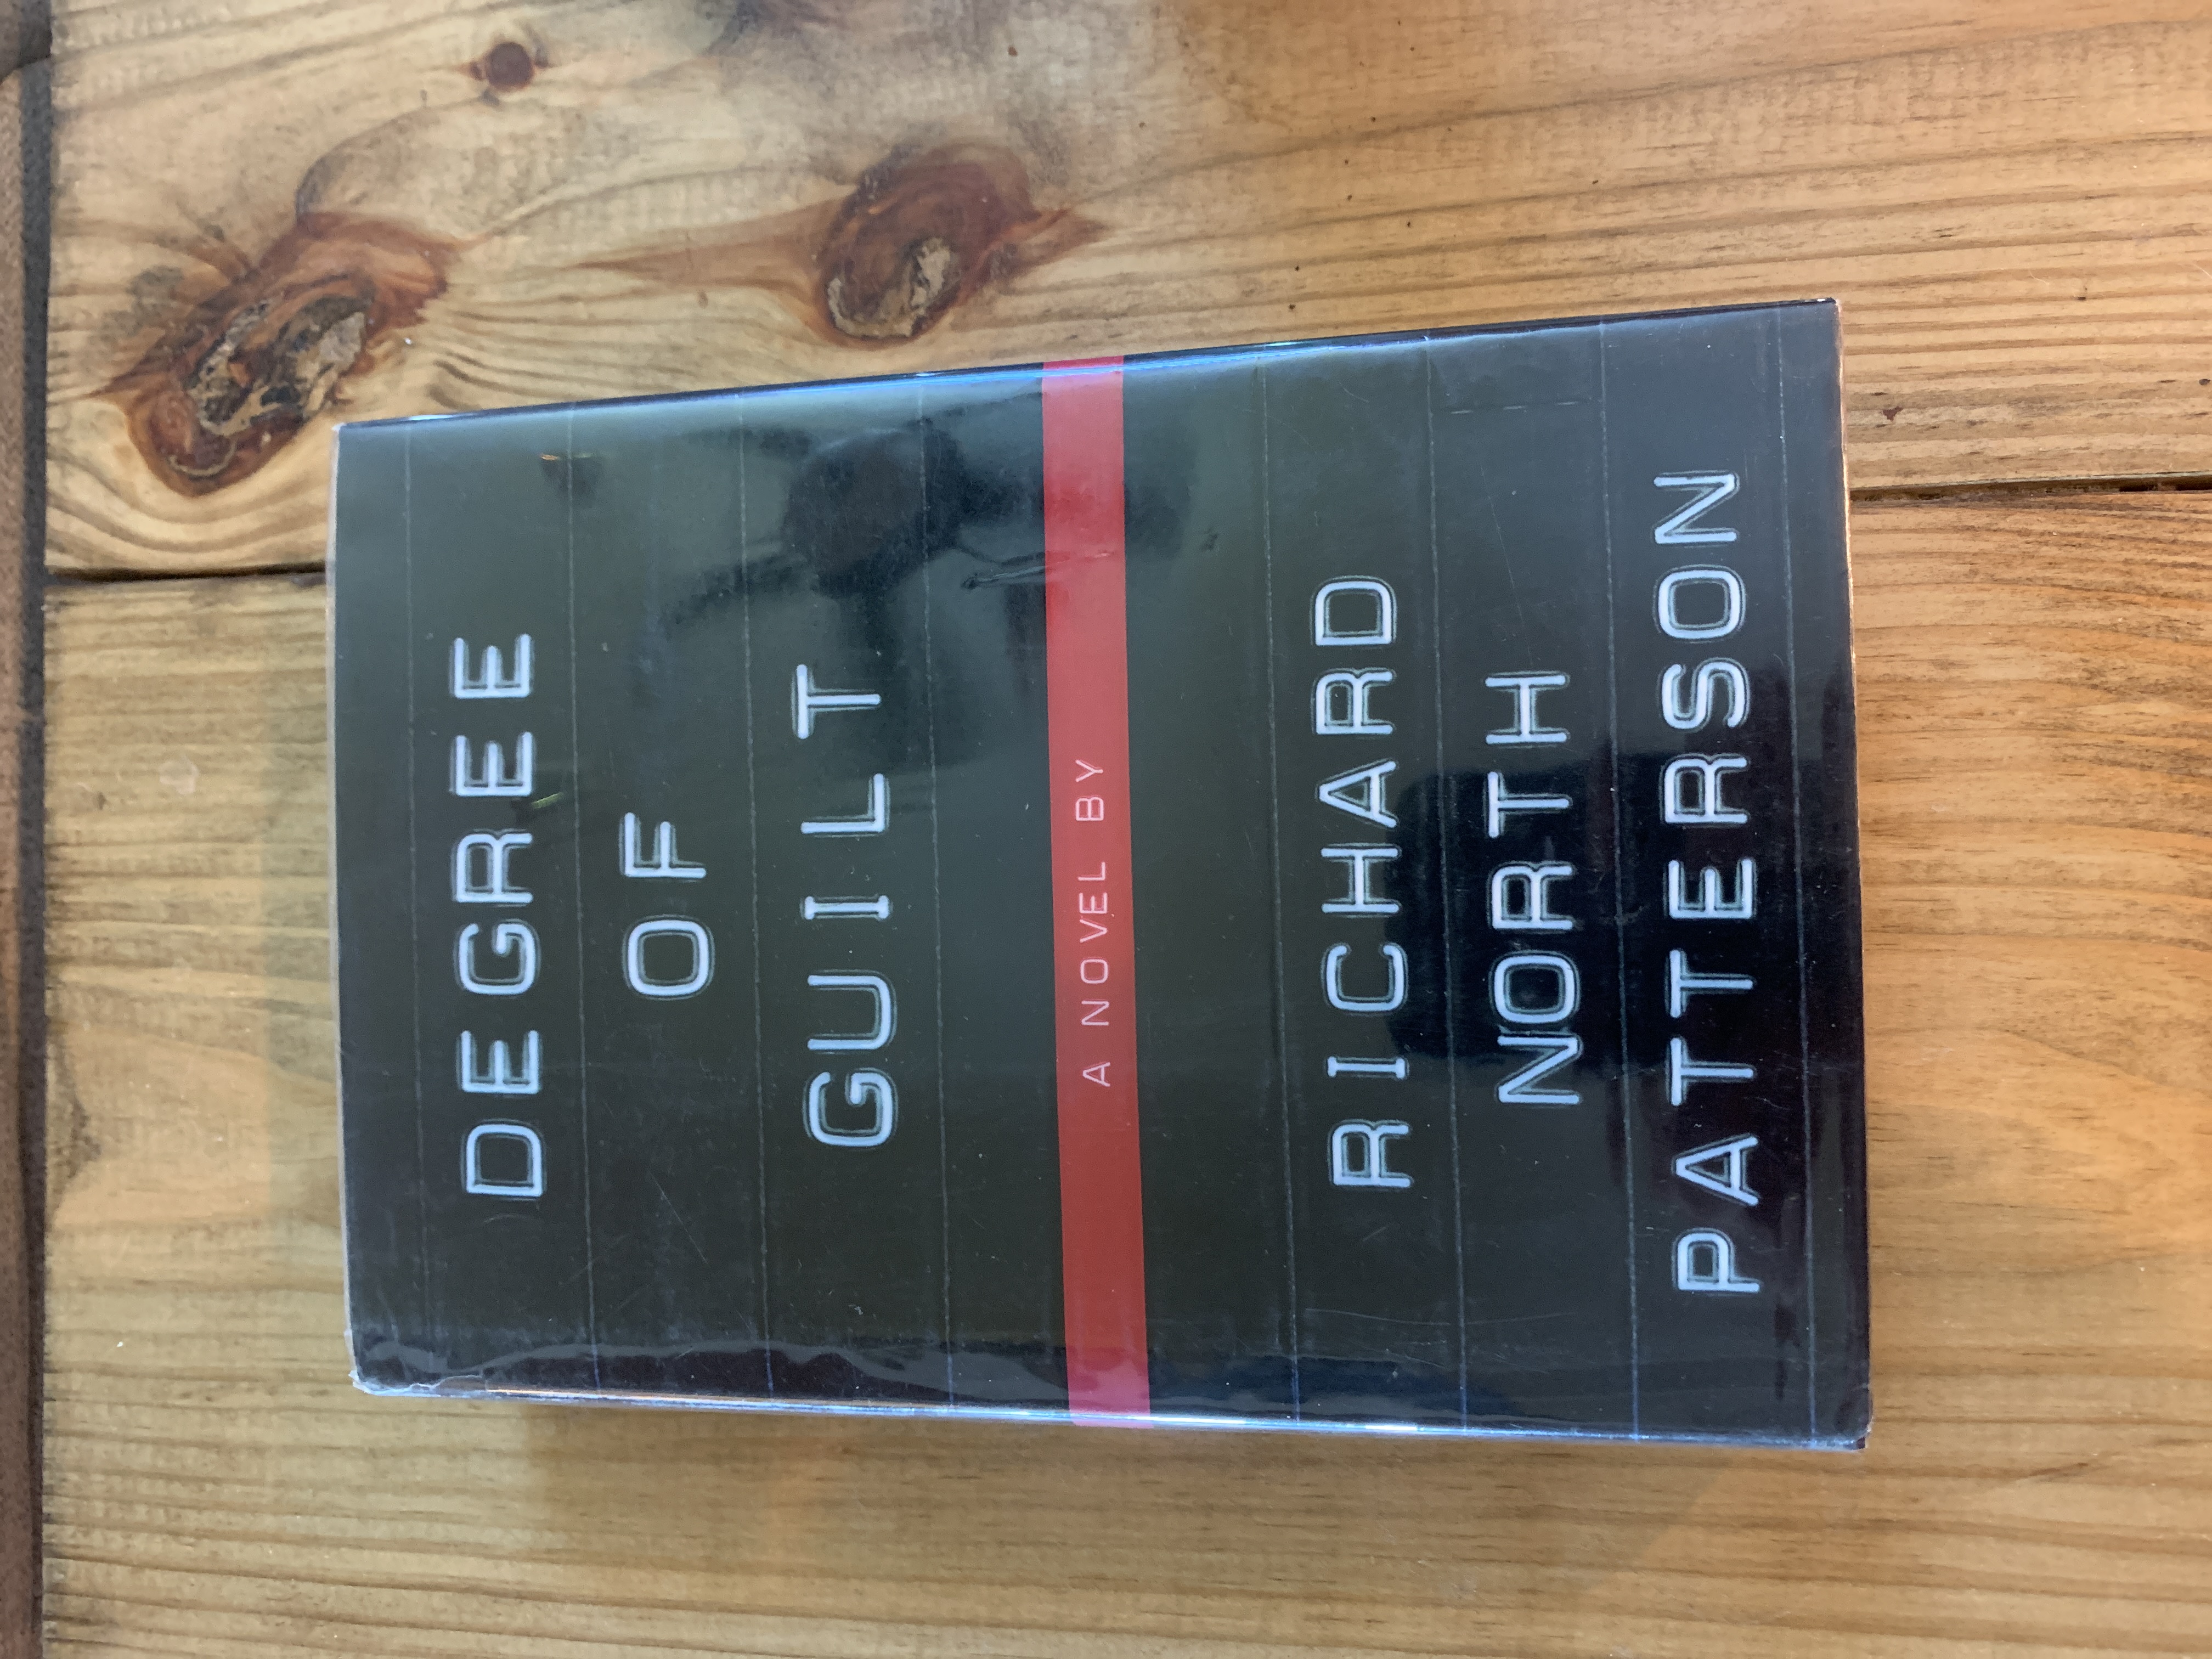 DEGREE
OF
GUILT
A NOVEL BY
RICHARD
NORTH
PATTERSON